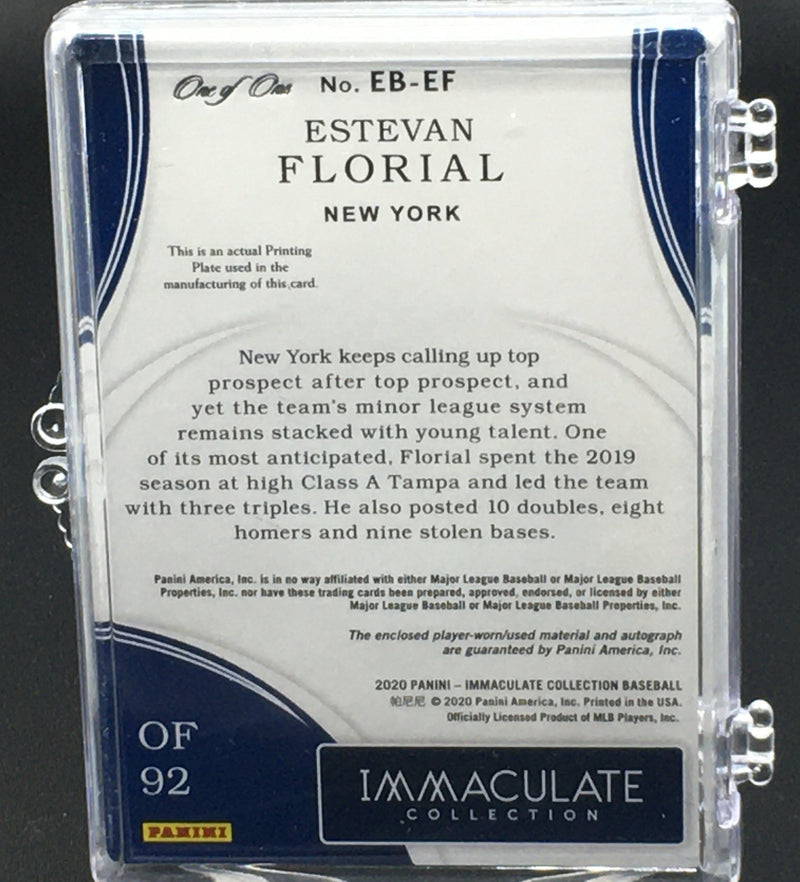 One of One No. EB-EF
ESTEVAN
FLORIAL
NEW YORK
This is an actual Printing
Plate used in the
manufacturing of this card.
New York keeps calling up top
prospect after top prospect, and
yet the team's minor league system
remains stacked with young talent. One
of its most anticipated, Florial spent the 2019
season at high Class A Tampa and led the team
with three triples. He also posted 10 doubles, eight
homers and nine stolen bases.
Panini America, Inc. is in no way affiliated with either Major League Baseball or Major League Baseball
Properties, Inc. nor have these trading cards been prepared, approved, endorsed, or licensed by either
Major League Baseball or Major League Baseball Properties, Inc.
The enclosed player-worn/used material and autograph
are guaranteed by Panini America, Inc.
2020 PANINI – IMMACULATE COLLECTION BASEBALL
帕尼尼 © 2020 Panini America, Inc. Printed in the USA.
Officially Licensed Product of MLB Players, Inc.
OF
92
PANINI
IMMACULATE
COLLECTION